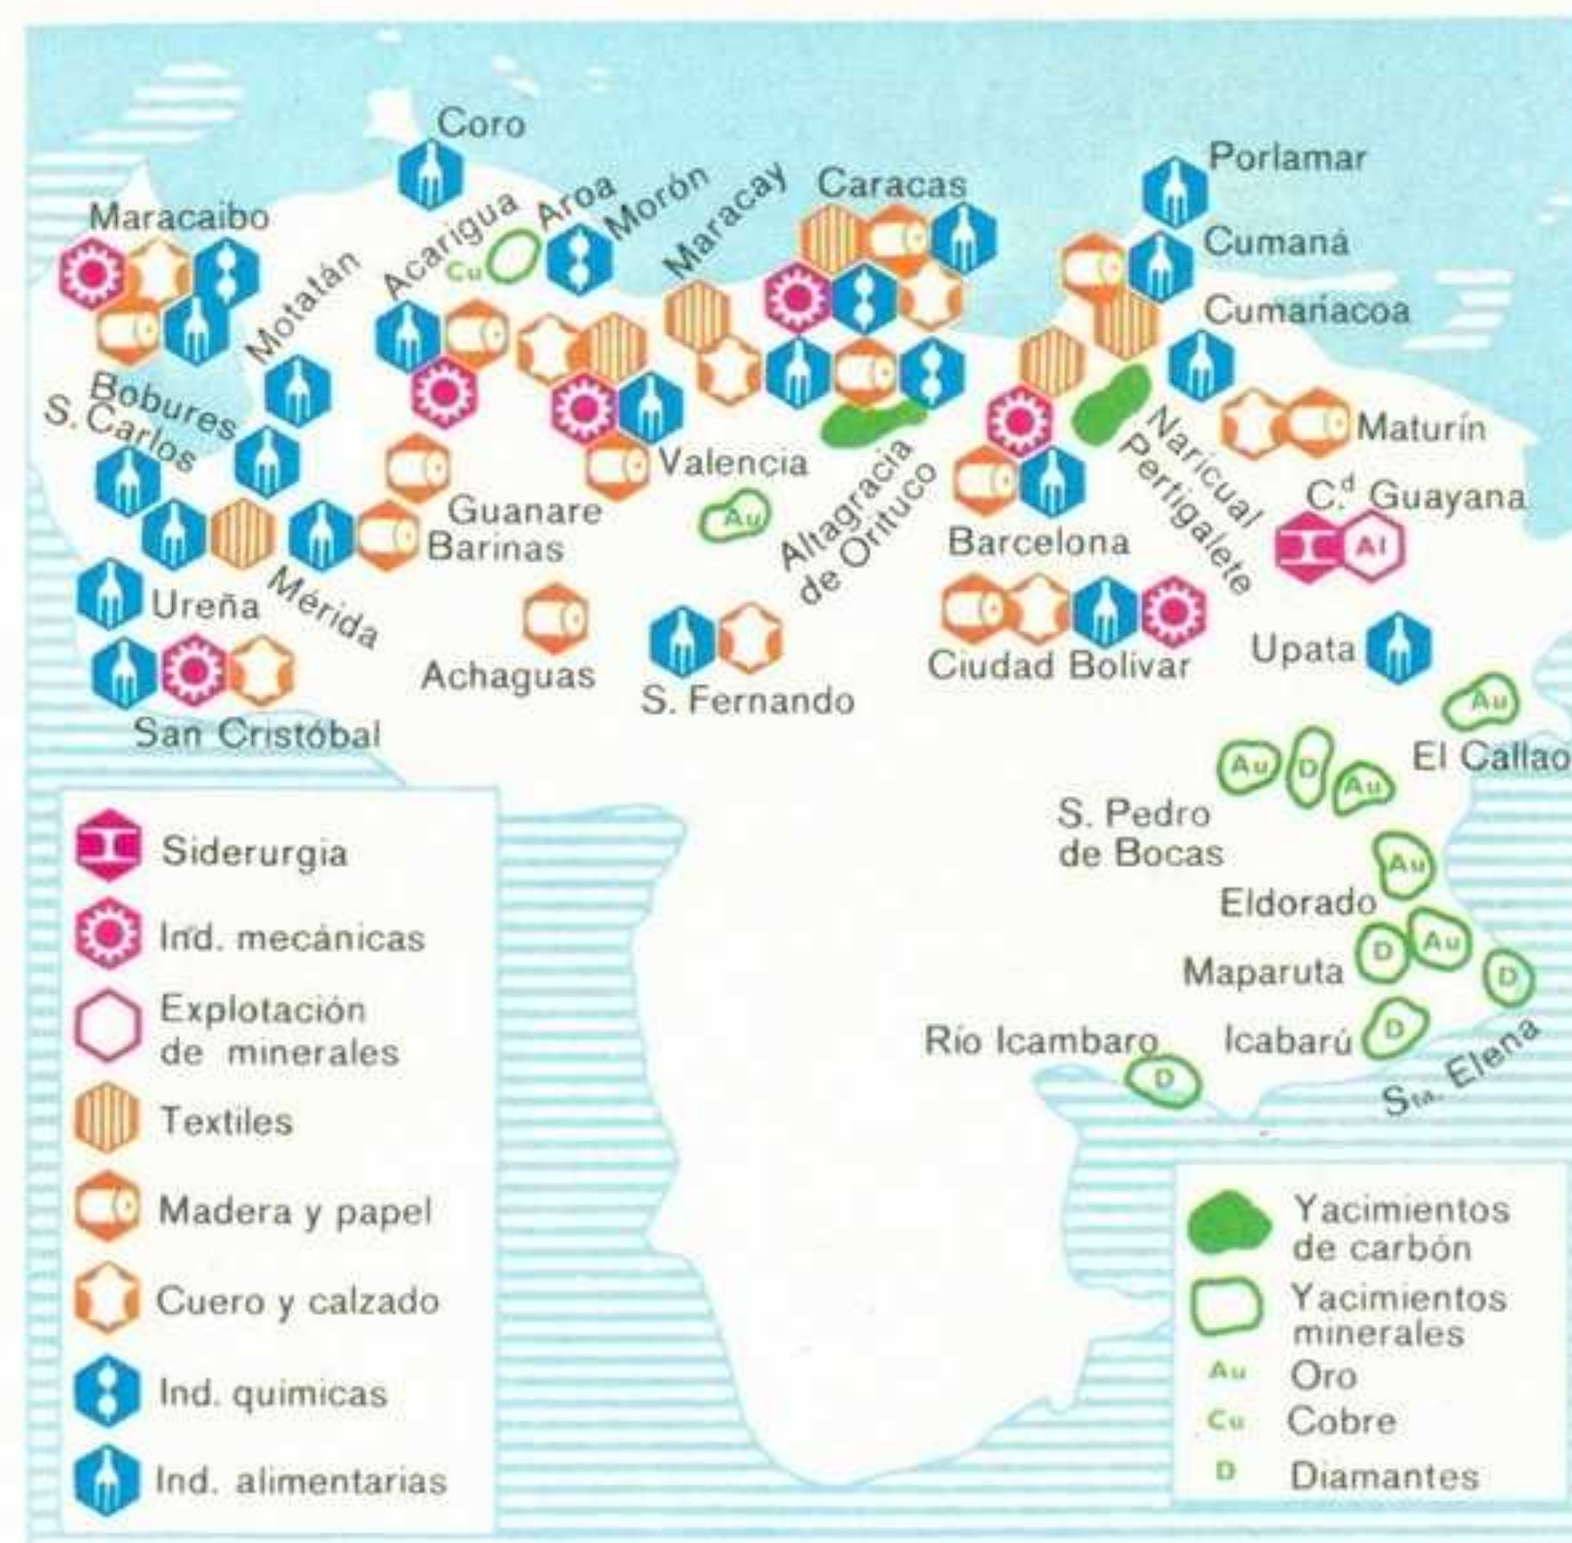 Coro
Porlamar
Maracaibo
Acarigua
Aroa
Morón
Maracay
Caracas
Cumaná
Cu
Motatán
Cumañacoa
Bobures
S. Carlos
Valencia
Maturín
Naricual
Pertigalete
Guanare
Au
Altagracia
de Orituco
C.d Guayana
Barinas
Barcelona
Al
Ureña
Mérida
Achaguas
S. Fernando
Ciudad Bolívar
Upata
San Cristóbal
Au
El Callao
Au
D
Au
S. Pedro
de Bocas
Au
Eldorado
D
Au
Maparuta
D
Río Icambaro
Icabarú
D
D
Sta. Elena
Siderurgia
Ind. mecánicas
Explotación
de minerales
Textiles
Madera y papel
Cuero y calzado
Ind. químicas
Ind. alimentarias
Yacimientos
de carbón
Yacimientos
minerales
Au Oro
Cu Cobre
D Diamantes